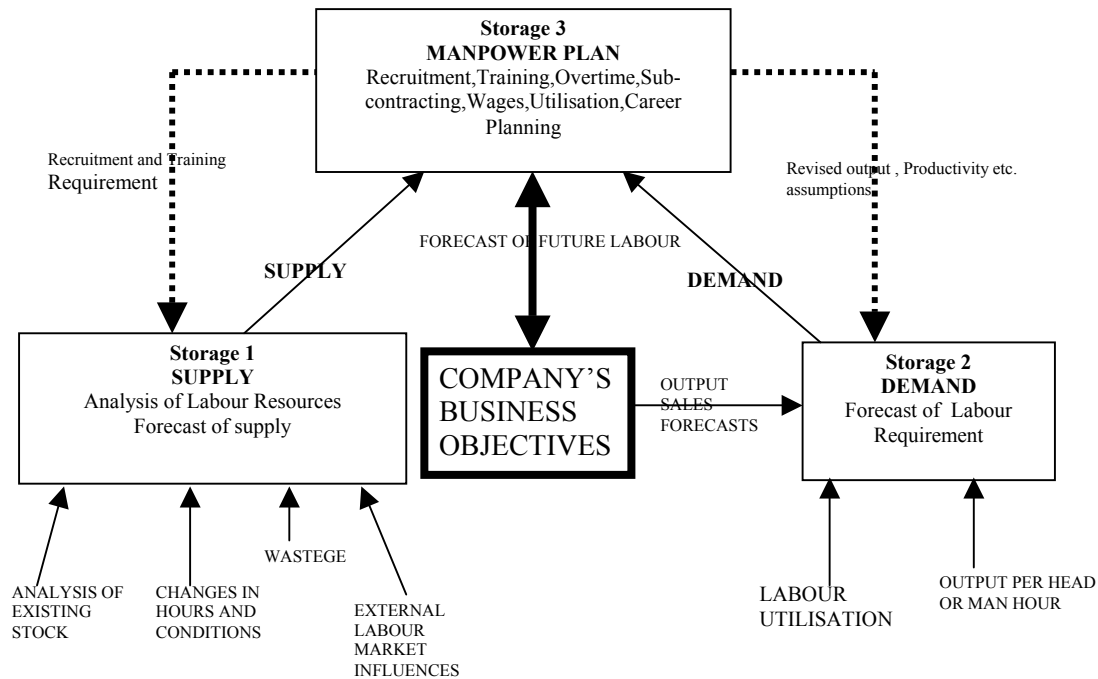 Storage 3
MANPOWER PLAN
Recruitment,Training,Overtime,Sub-
contracting,Wages,Utilisation,Career
Planning
Recruitment and Training
Requirement
Revised output , Productivity etc.
assumptions
FORECAST OF FUTURE LABOUR
SUPPLY
DEMAND
Storage 1
SUPPLY
Analysis of Labour Resources
Forecast of supply
COMPANY’S
BUSINESS
OBJECTIVES
OUTPUT
SALES
FORECASTS
Storage 2
DEMAND
Forecast of Labour
Requirement
ANALYSIS OF
EXISTING
STOCK
CHANGES IN
HOURS AND
CONDITIONS
WASTEGE
EXTERNAL
LABOUR
MARKET
INFLUENCES
LABOUR
UTILISATION
OUTPUT PER HEAD
OR MAN HOUR